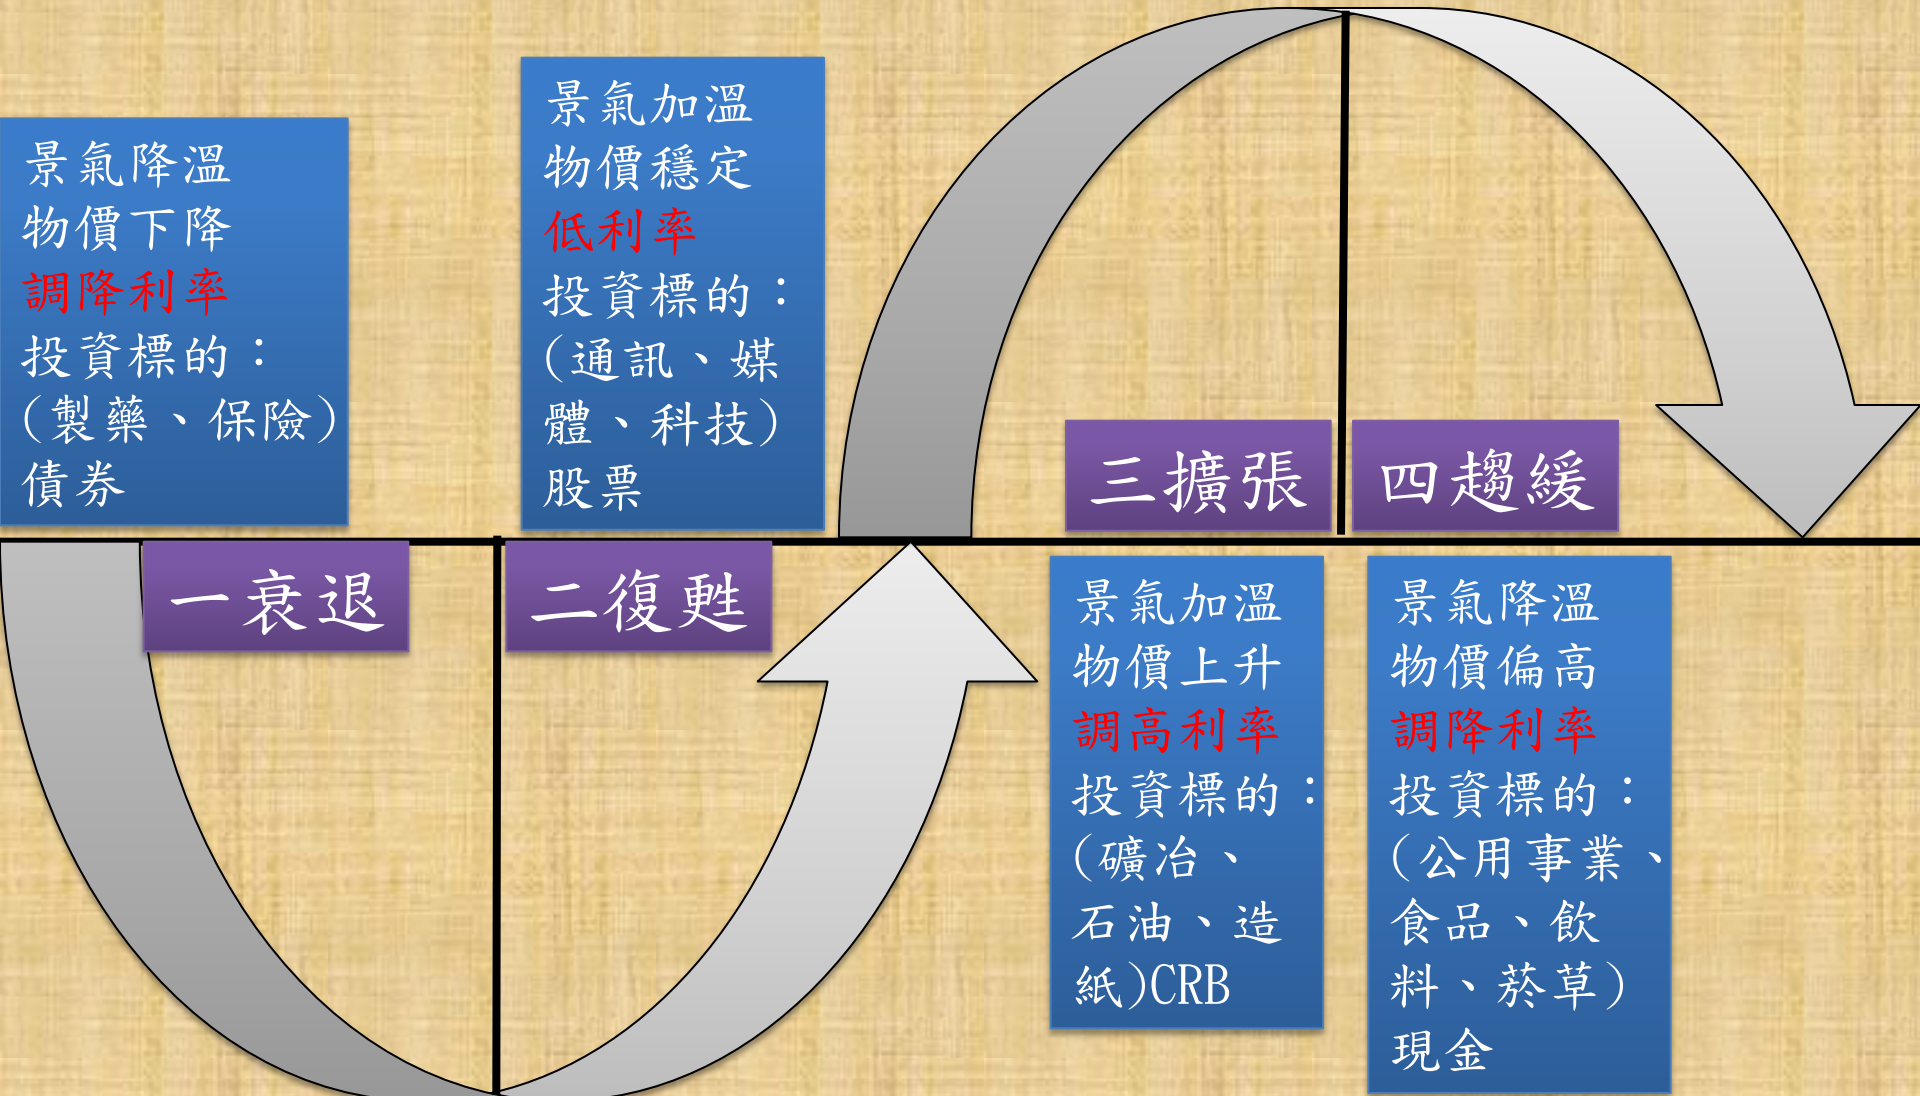 景氣降溫
物價下降
調降利率
投資標的：
(製藥、保險)
債券
一衰退
景氣加溫
物價穩定
低利率
投資標的：
(通訊、媒
體、科技)
股票
二復甦
三擴張
景氣加溫
物價上升
調高利率
投資標的：
(礦冶、
石油、造
紙)CRB
四趨緩
景氣降溫
物價偏高
調降利率
投資標的：
(公用事業、
食品、飲
料、菸草)
現金